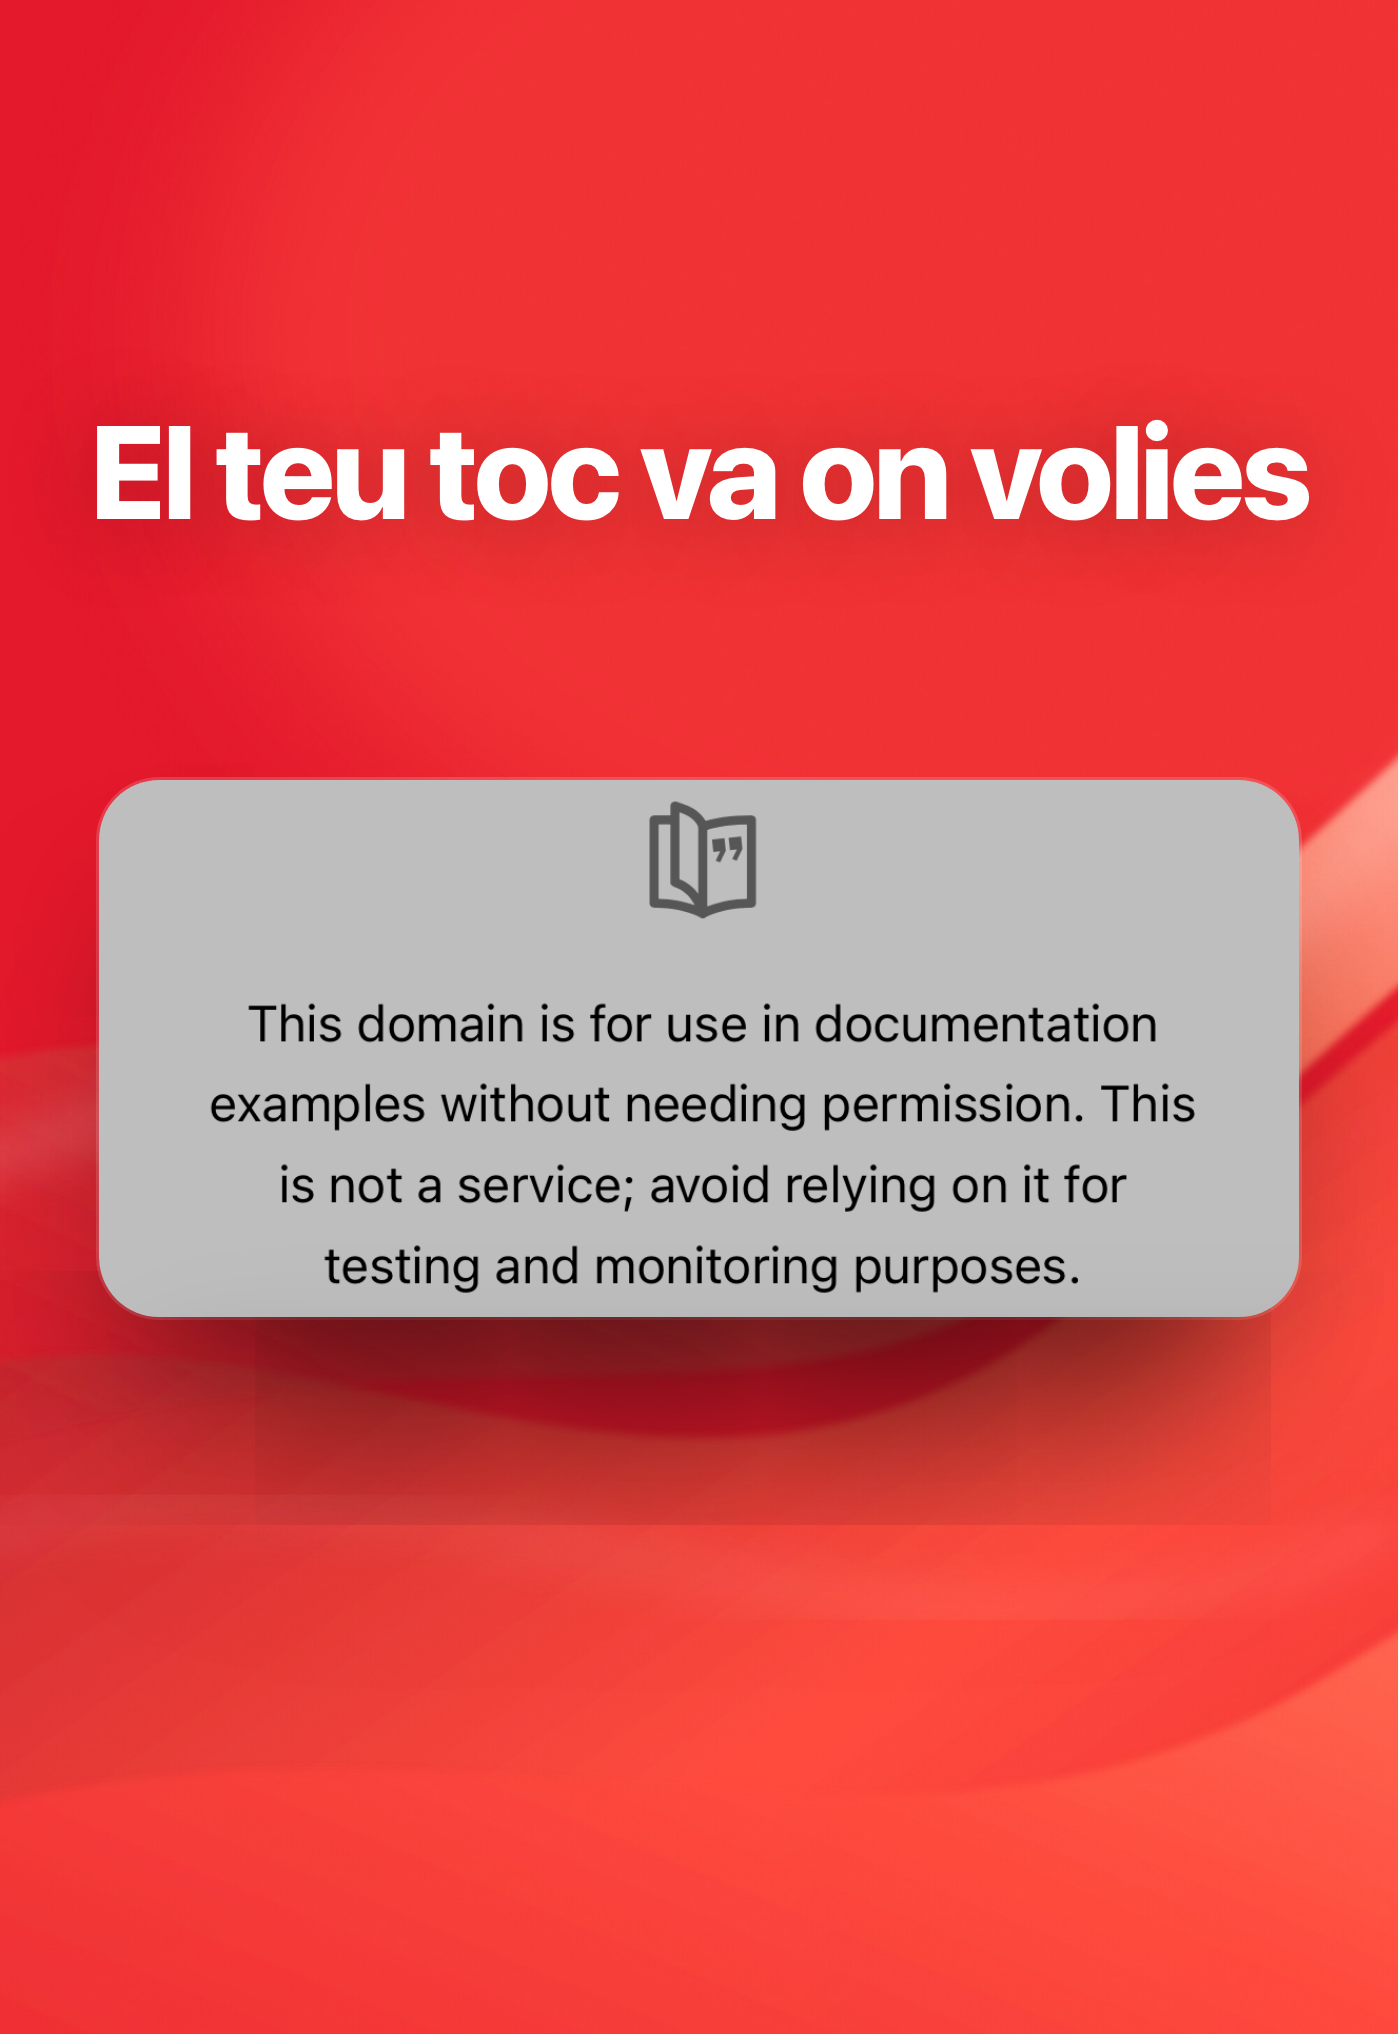 El teu toc va on volies
This domain is for use in documentation
examples without needing permission. This
is not a service; avoid relying on it for
testing and monitoring purposes.